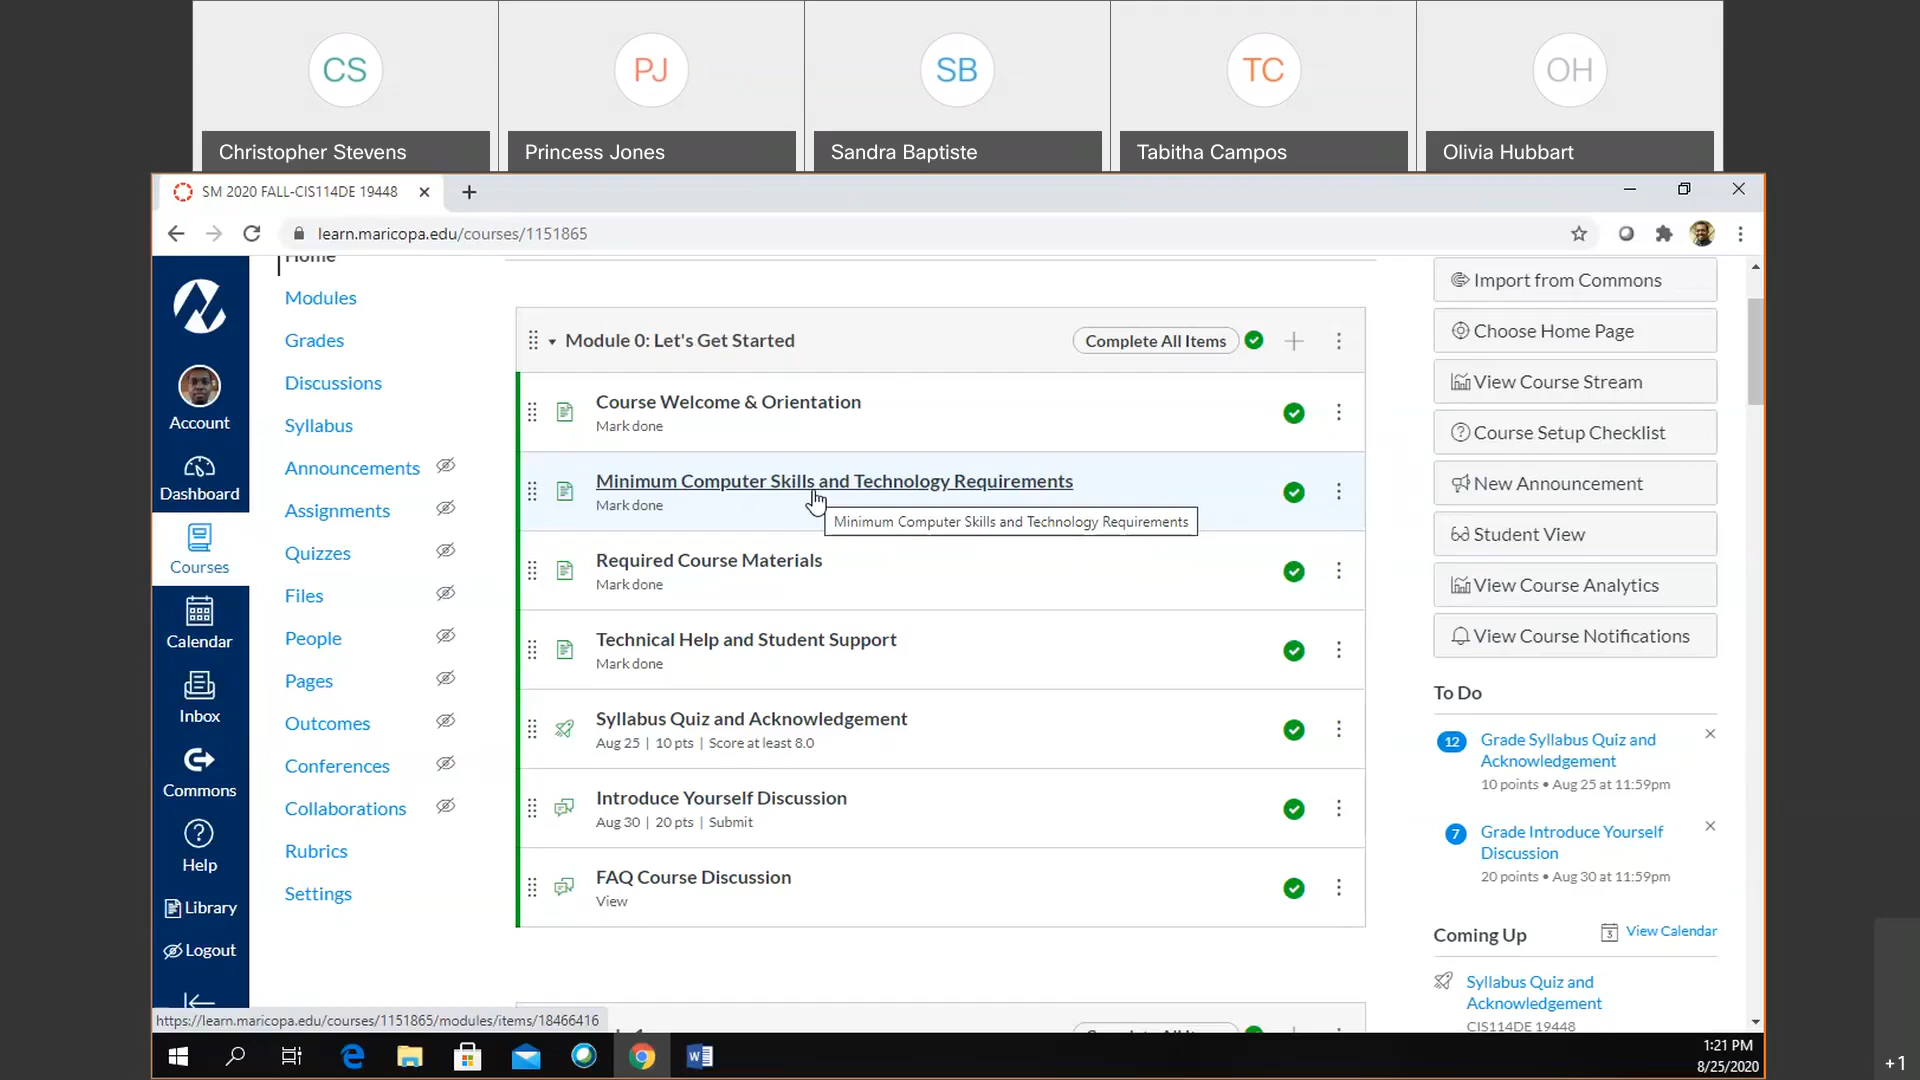 CS
PJ
SB
TC
OH
Christopher Stevens
Princess Jones
Sandra Baptiste
Tabitha Campos
Olivia Hubbart
SM 2020 FALL-CIS114DE 19448
learn.maricopa.edu/courses/1151865
Account
Dashboard
Courses
Calendar
Inbox
Commons
Help
Library
Logout
Home
Modules
Grades
Discussions
Syllabus
Announcements
Assignments
Quizzes
Files
People
Pages
Outcomes
Conferences
Collaborations
Rubrics
Settings
Module 0: Let's Get Started
Complete All Items
Course Welcome & Orientation
Mark done
Minimum Computer Skills and Technology Requirements
Mark done
Minimum Computer Skills and Technology Requirements
Required Course Materials
Mark done
Technical Help and Student Support
Mark done
Syllabus Quiz and Acknowledgement
Aug 25 | 10 pts | Score at least 8.0
Introduce Yourself Discussion
Aug 30 | 20 pts | Submit
FAQ Course Discussion
View
Import from Commons
Choose Home Page
View Course Stream
Course Setup Checklist
New Announcement
Student View
View Course Analytics
View Course Notifications
To Do
12
Grade Syllabus Quiz and
Acknowledgement
10 points • Aug 25 at 11:59pm
7
Grade Introduce Yourself
Discussion
20 points • Aug 30 at 11:59pm
Coming Up
3
View Calendar
Syllabus Quiz and
Acknowledgement
CIS114DE 19448
https://learn.maricopa.edu/courses/1151865/modules/items/18466416
1:21 PM
8/25/2020
+1